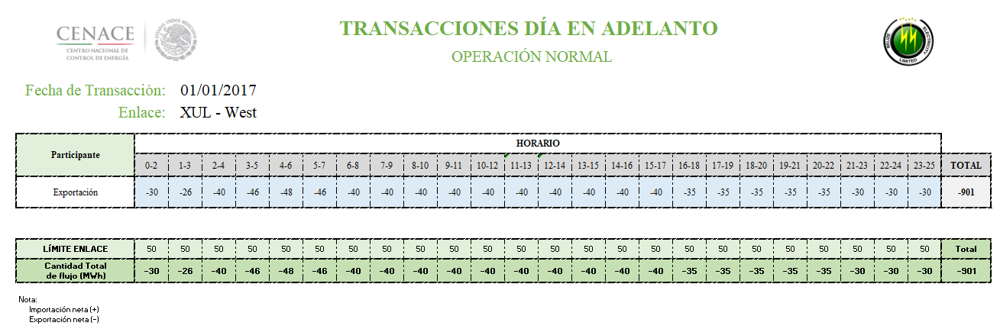 CENACE
CENTRO NACIONAL DE
CONTROL DE ENERGÍA
ESTADOS UNIDOS MEXICANOS
TRANSACCIONES DÍA EN ADELANTO
OPERACIÓN NORMAL
BELIZE ELECTRICITY LIMITED
Fecha de Transacción: 01/01/2017
Enlace: XUL - West
Participante HORARIO
0-2 1-3 2-4 3-5 4-6 5-7 6-8 7-9 8-10 9-11 10-12 11-13 12-14 13-15 14-16 15-17 16-18 17-19 18-20 19-21 20-22 21-23 22-24 23-25 TOTAL
Exportación -30 -26 -40 -46 -48 -46 -40 -40 -40 -40 -40 -40 -40 -40 -40 -40 -35 -35 -35 -35 -35 -30 -30 -30 -901
LÍMITE ENLACE 50 50 50 50 50 50 50 50 50 50 50 50 50 50 50 50 50 50 50 50 50 50 50 50 Total
Cantidad Total
de flujo (MWh) -30 -26 -40 -46 -48 -46 -40 -40 -40 -40 -40 -40 -40 -40 -40 -40 -35 -35 -35 -35 -35 -30 -30 -30 -901
Nota:
Importación neta (+)
Exportación neta (-)